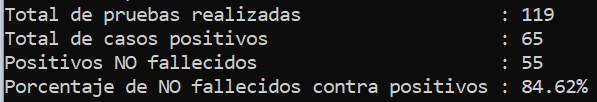 Total de pruebas realizadas : 119
Total de casos positivos : 65
Positivos NO fallecidos : 55
Porcentaje de NO fallecidos contra positivos : 84.62%